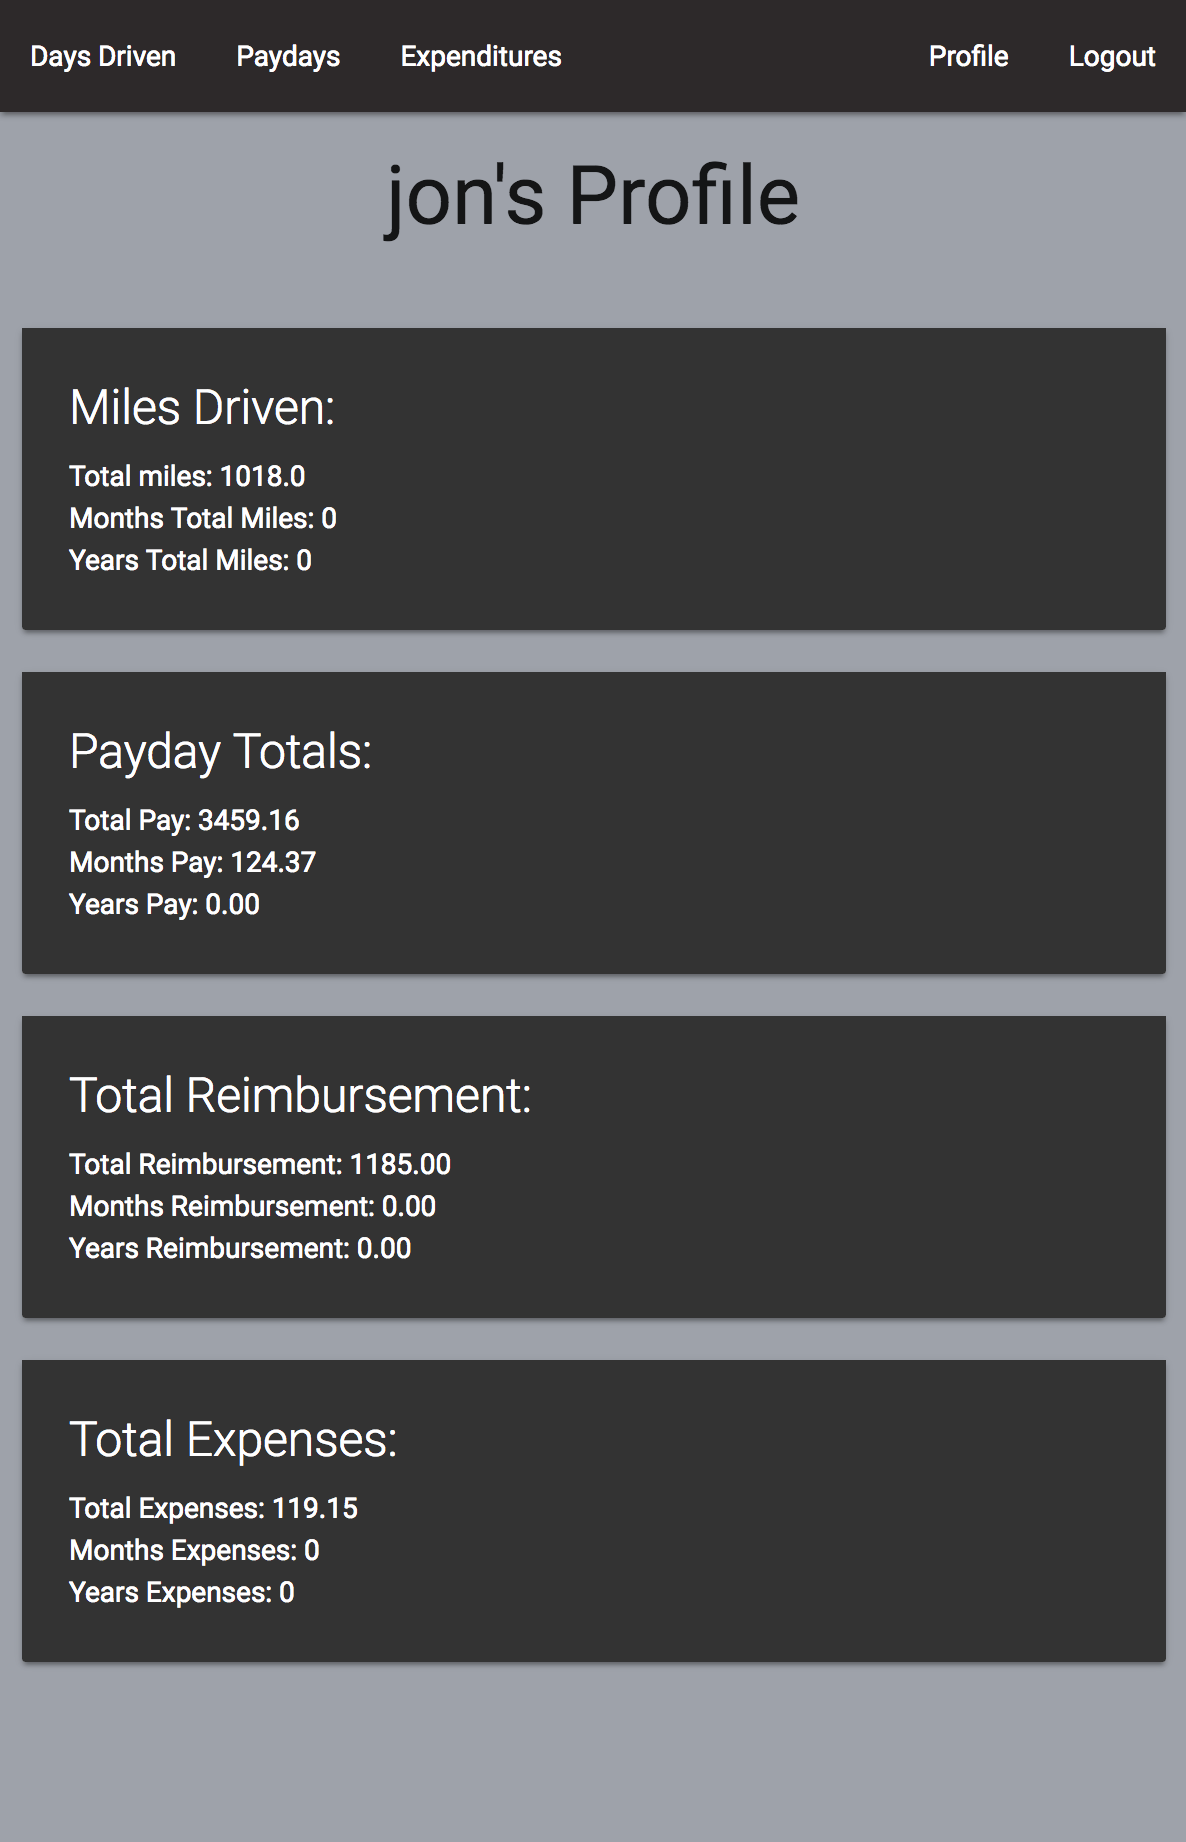 Days Driven Paydays Expenditures Profile Logout
jon's Profile
Miles Driven:
Total miles: 1018.0
Months Total Miles: 0
Years Total Miles: 0
Payday Totals:
Total Pay: 3459.16
Months Pay: 124.37
Years Pay: 0.00
Total Reimbursement:
Total Reimbursement: 1185.00
Months Reimbursement: 0.00
Years Reimbursement: 0.00
Total Expenses:
Total Expenses: 119.15
Months Expenses: 0
Years Expenses: 0